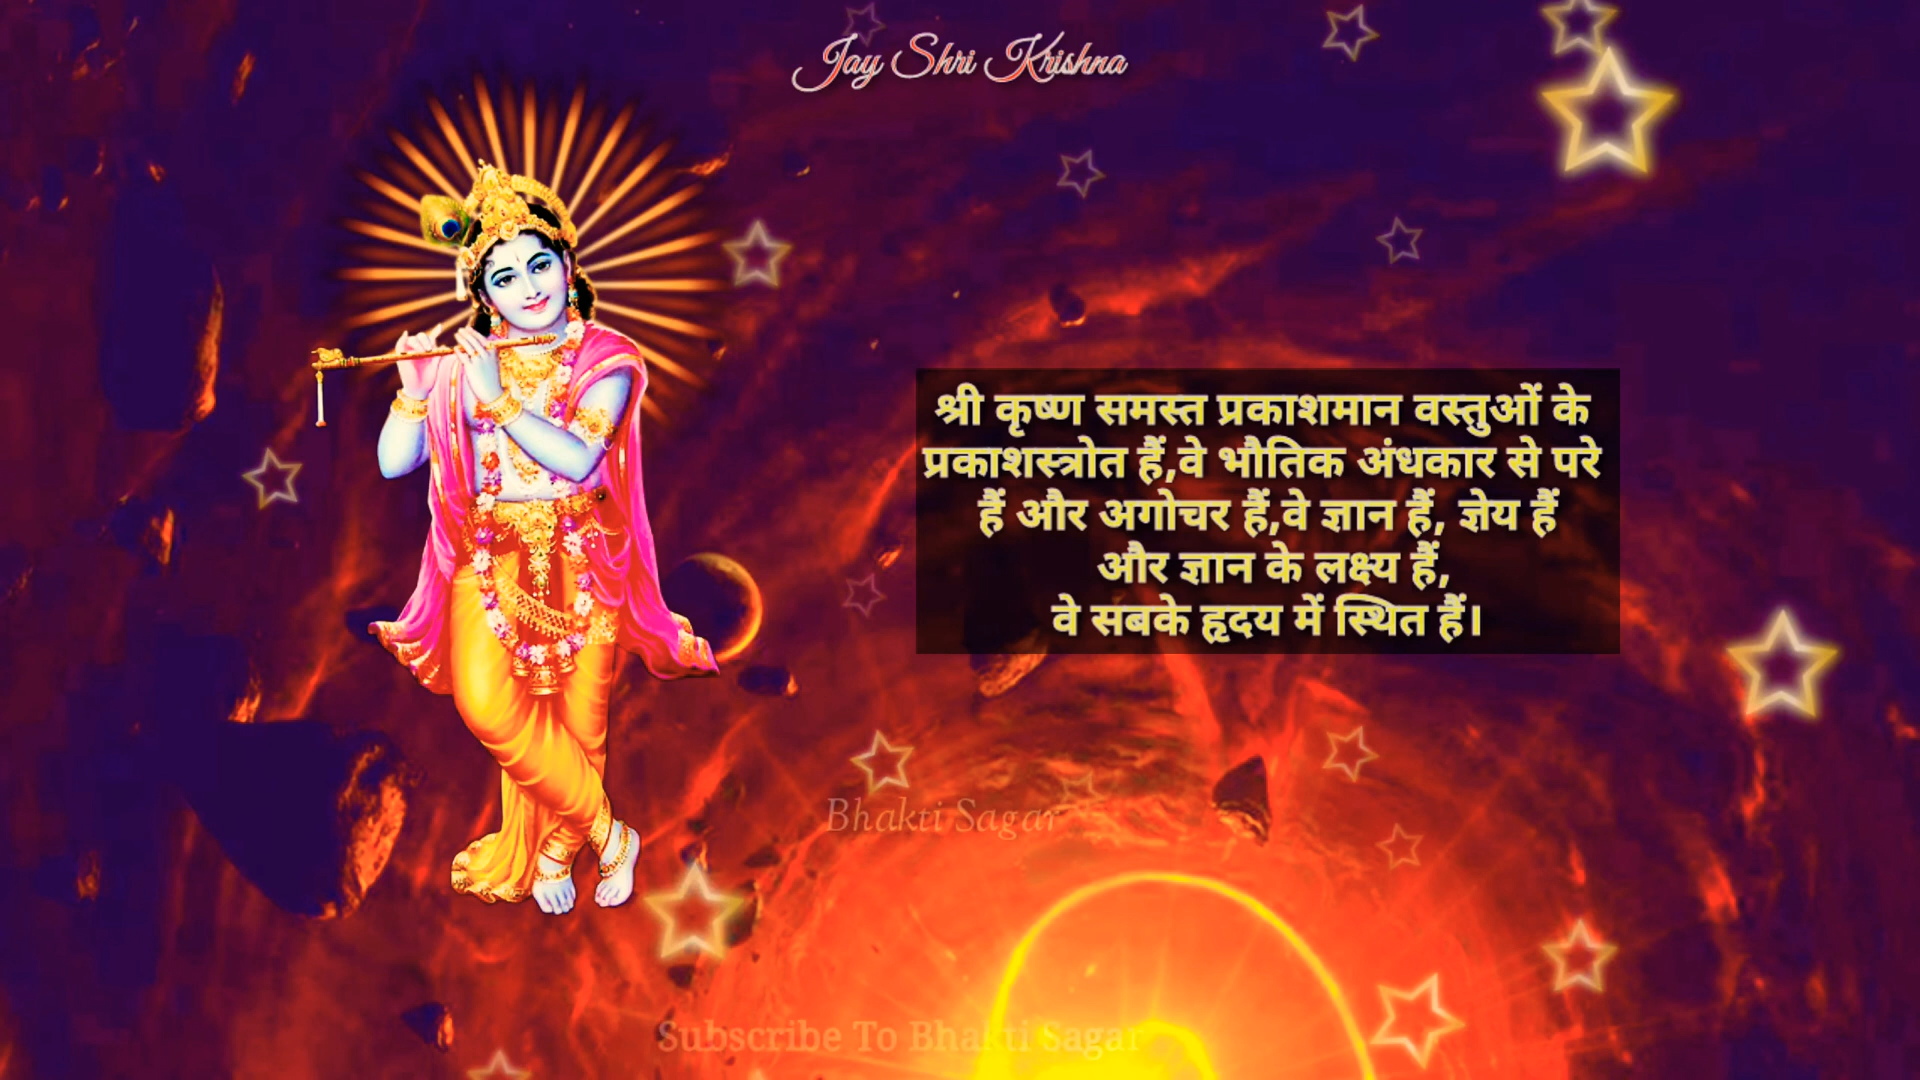 Jay Shri Krishna
श्री कृष्ण समस्त प्रकाशमान वस्तुओं के
प्रकाशस्त्रोत हैं,वे भौतिक अंधकार से परे
हैं और अगोचर हैं,वे ज्ञान हैं, ज्ञेय हैं
और ज्ञान के लक्ष्य हैं,
वे सबके हृदय में स्थित हैं।
Bhakti Sagar
Subscribe To Bhakti Sagar